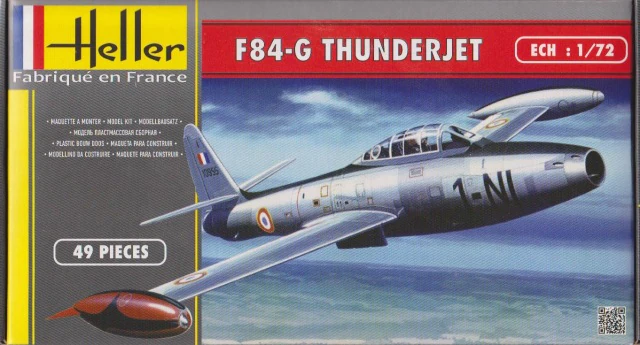 Heller
Fabriqué en France
F84-G THUNDERJET
ECH : 1/72
• MAQUETTE A MONTER • MODEL KIT • MODELLBAUSATZ
• МОДЕЛЬ ПЛАСТМАССОВАЯ СБОРНАЯ •
• PLASTIC BOUW DOOS • MAQUETA PARA CONSTRUIR •
• MODELLINO DA COSTRUIRE • MAQUETE PARA CONSTRUIR •
49 PIECES
10895
1-NI